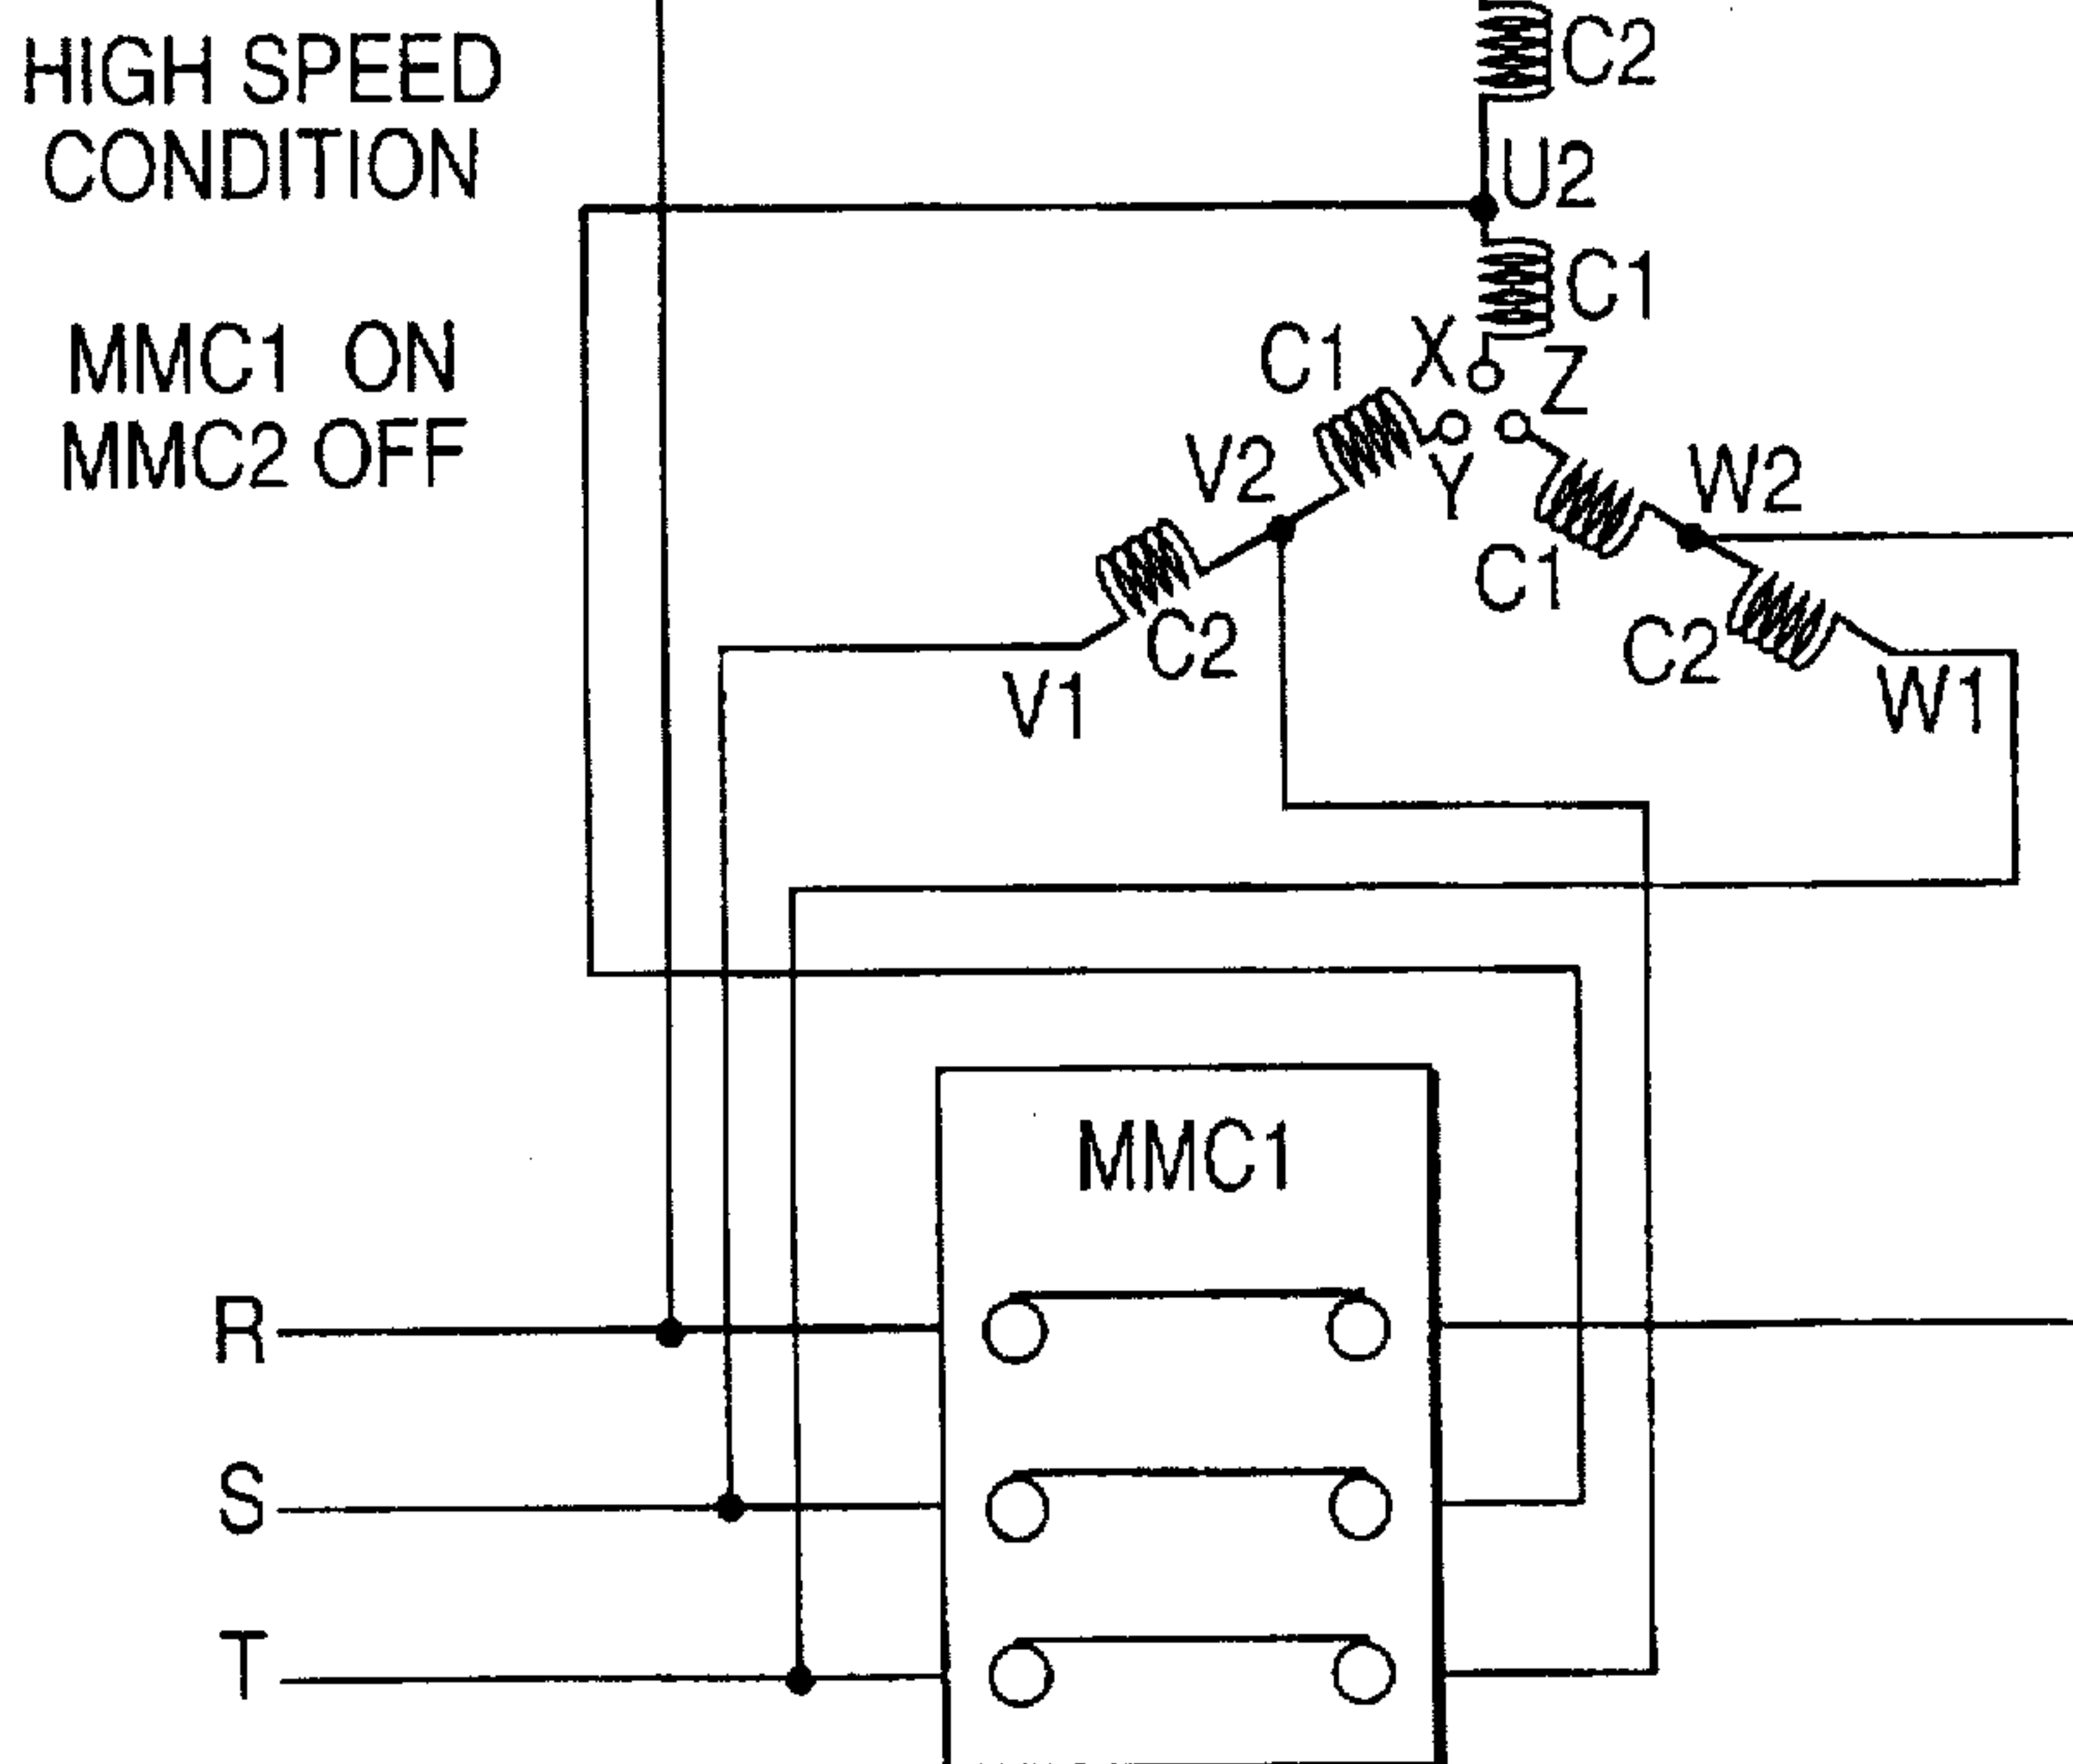 HIGH SPEED
CONDITION
MMC1 ON
MMC2 OFF
C2
U2
C1
C1
X
Z
V2
Y
W2
C1
C2
C2
V1
W1
MMC1
R
S
T